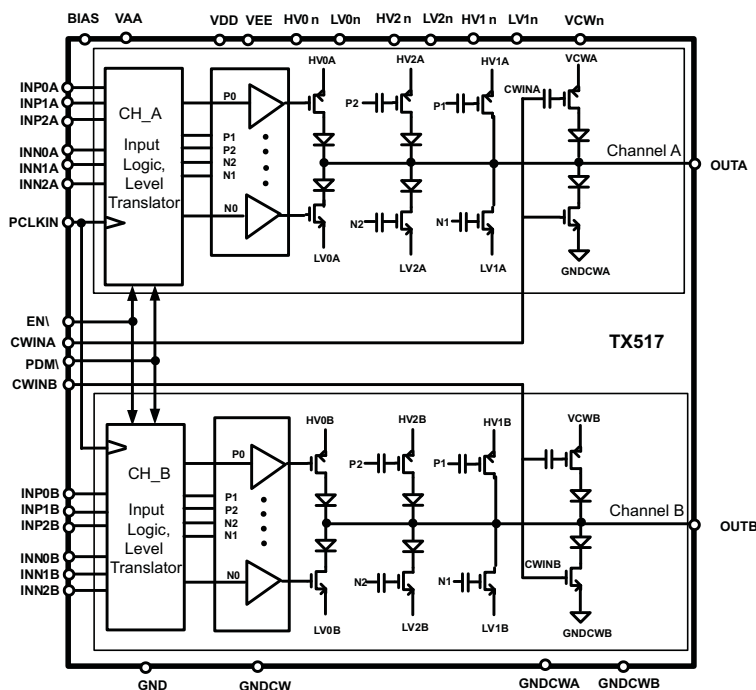 BIAS VAA VDD VEE HV0 n LV0n HV2 n LV2n HV1 n LV1n VCWn
INP0A
INP1A
INP2A
INN0A
INN1A
INN2A
PCLKIN
EN\
CWINA
PDM\
CWINB
CH_A
Input
Logic,
Level
Translator
P0
P1
P2
N2
N1
N0
HV0A
LV0A
HV2A
P2
N2
LV2A
HV1A
P1
N1
LV1A
VCWA
CWINA
GNDCWA
Channel A
OUTA
TX517
INP0B
INP1B
INP2B
INN0B
INN1B
INN2B
CH_B
Input
Logic,
Level
Translator
P0
P1
P2
N2
N1
N0
HV0B
LV0B
HV2B
P2
N2
LV2B
HV1B
P1
N1
LV1B
VCWB
CWINB
GNDCWB
Channel B
OUTB
GND GNDCW GNDCWA GNDCWB